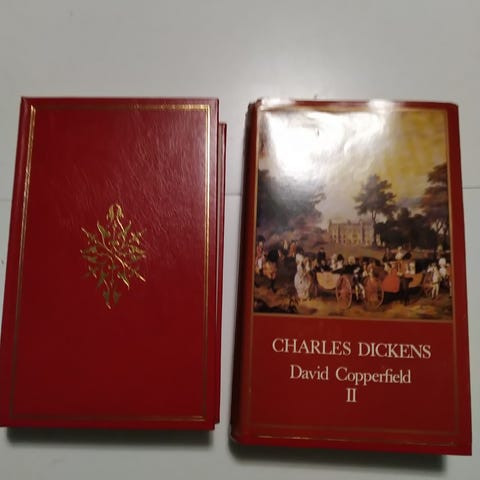 CHARLES DICKENS
David Copperfield
II